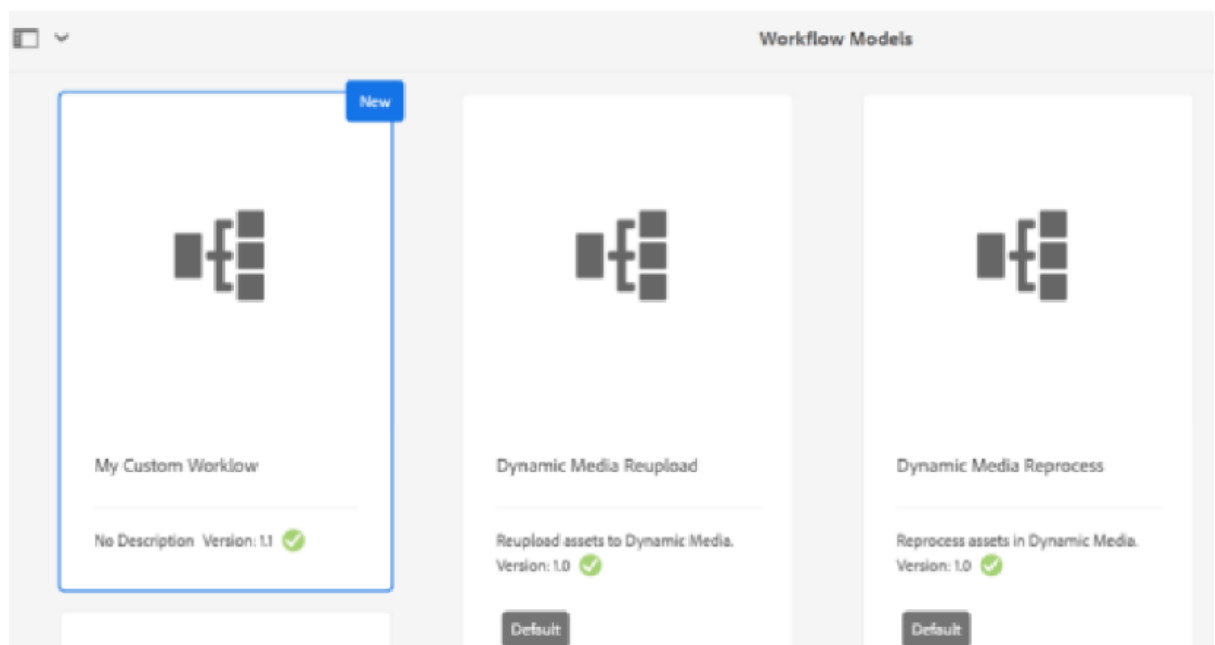 Workflow Models
New
My Custom Worklow
No Description Version: 1.1
Dynamic Media Reupload
Reupload assets to Dynamic Media.
Version: 1.0
Default
Dynamic Media Reprocess
Reprocess assets in Dynamic Media.
Version: 1.0
Default